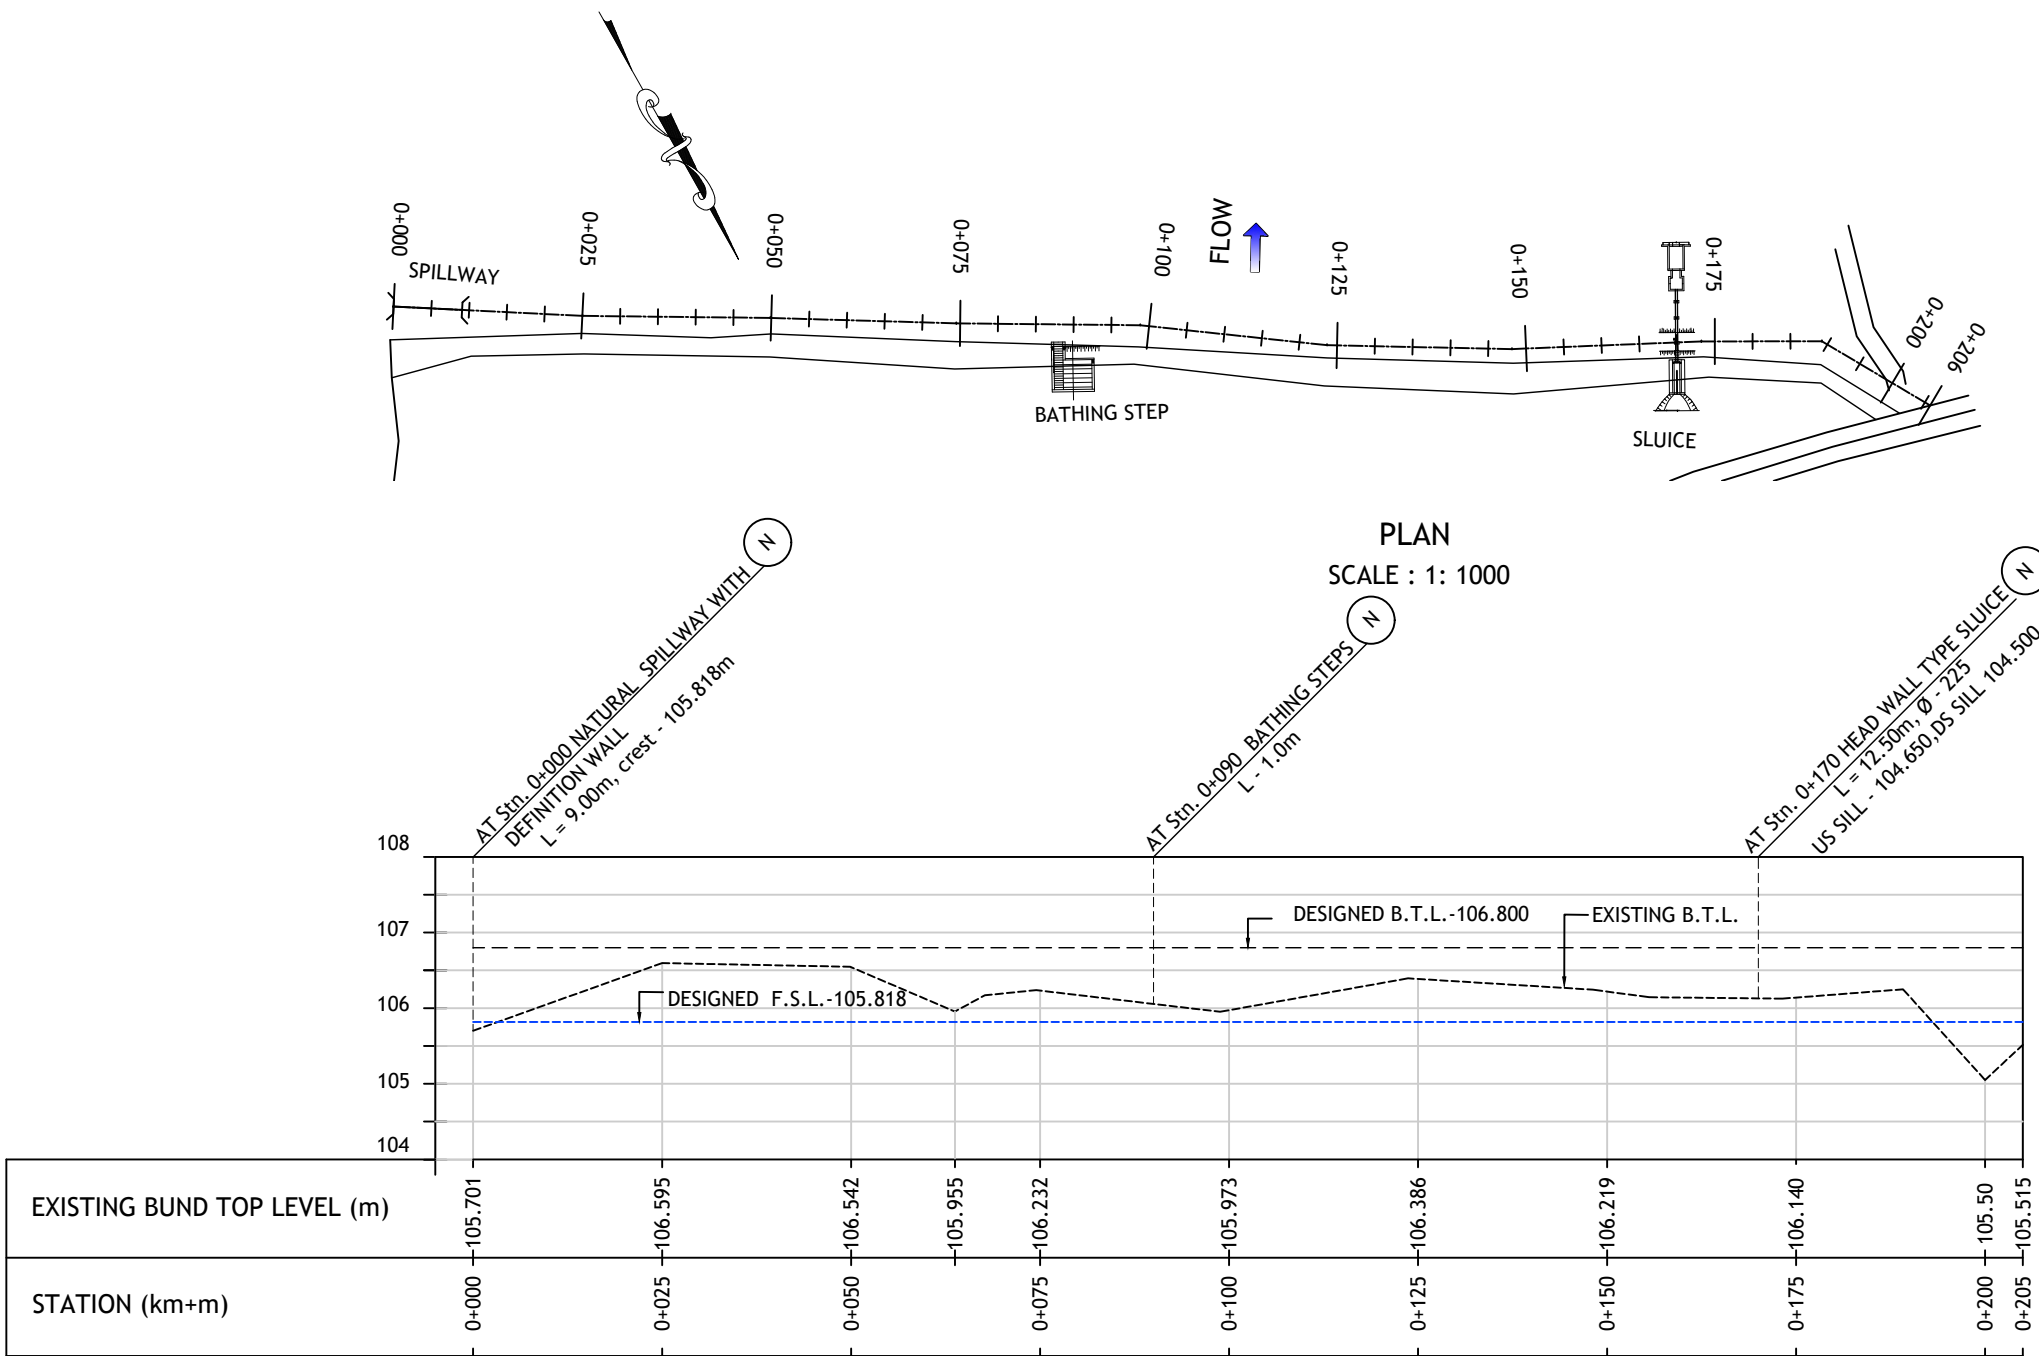 0+000
0+025
0+050
0+075
0+100
FLOW
0+125
0+150
0+175
0+200
0+206
SPILLWAY
BATHING STEP
SLUICE
PLAN
SCALE : 1: 1000
N
AT Stn. 0+000 NATURAL SPILLWAY WITH
DEFINITION WALL
L = 9.00m, crest - 105.818m
N
AT Stn. 0+090 BATHING STEPS
L - 1.0m
N
AT Stn. 0+170 HEAD WALL TYPE SLUICE
L = 12.50m, Ø - 225
US SILL - 104.650,DS SILL 104.500
108
107
106
105
104
DESIGNED B.T.L.-106.800
EXISTING B.T.L.
DESIGNED F.S.L.-105.818
EXISTING BUND TOP LEVEL (m)
105.701
106.595
106.542
105.955
106.232
105.973
106.386
106.219
106.140
105.50
105.515
STATION (km+m)
0+000
0+025
0+050
0+075
0+100
0+125
0+150
0+175
0+200
0+205